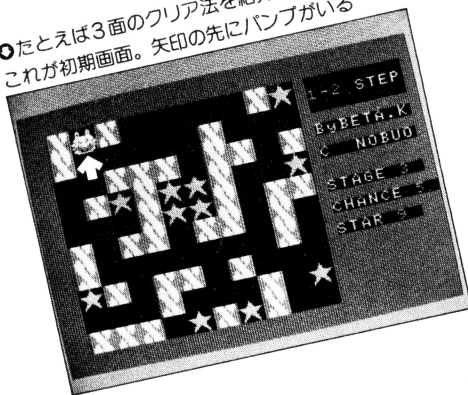 ●たとえば3面のクリア法を紹
これが初期画面。矢印の先にバンプがいる
1-2.STEP
ByBETA.K
C NOBUO
STAGE 3
CHANCE 5
STAR 9